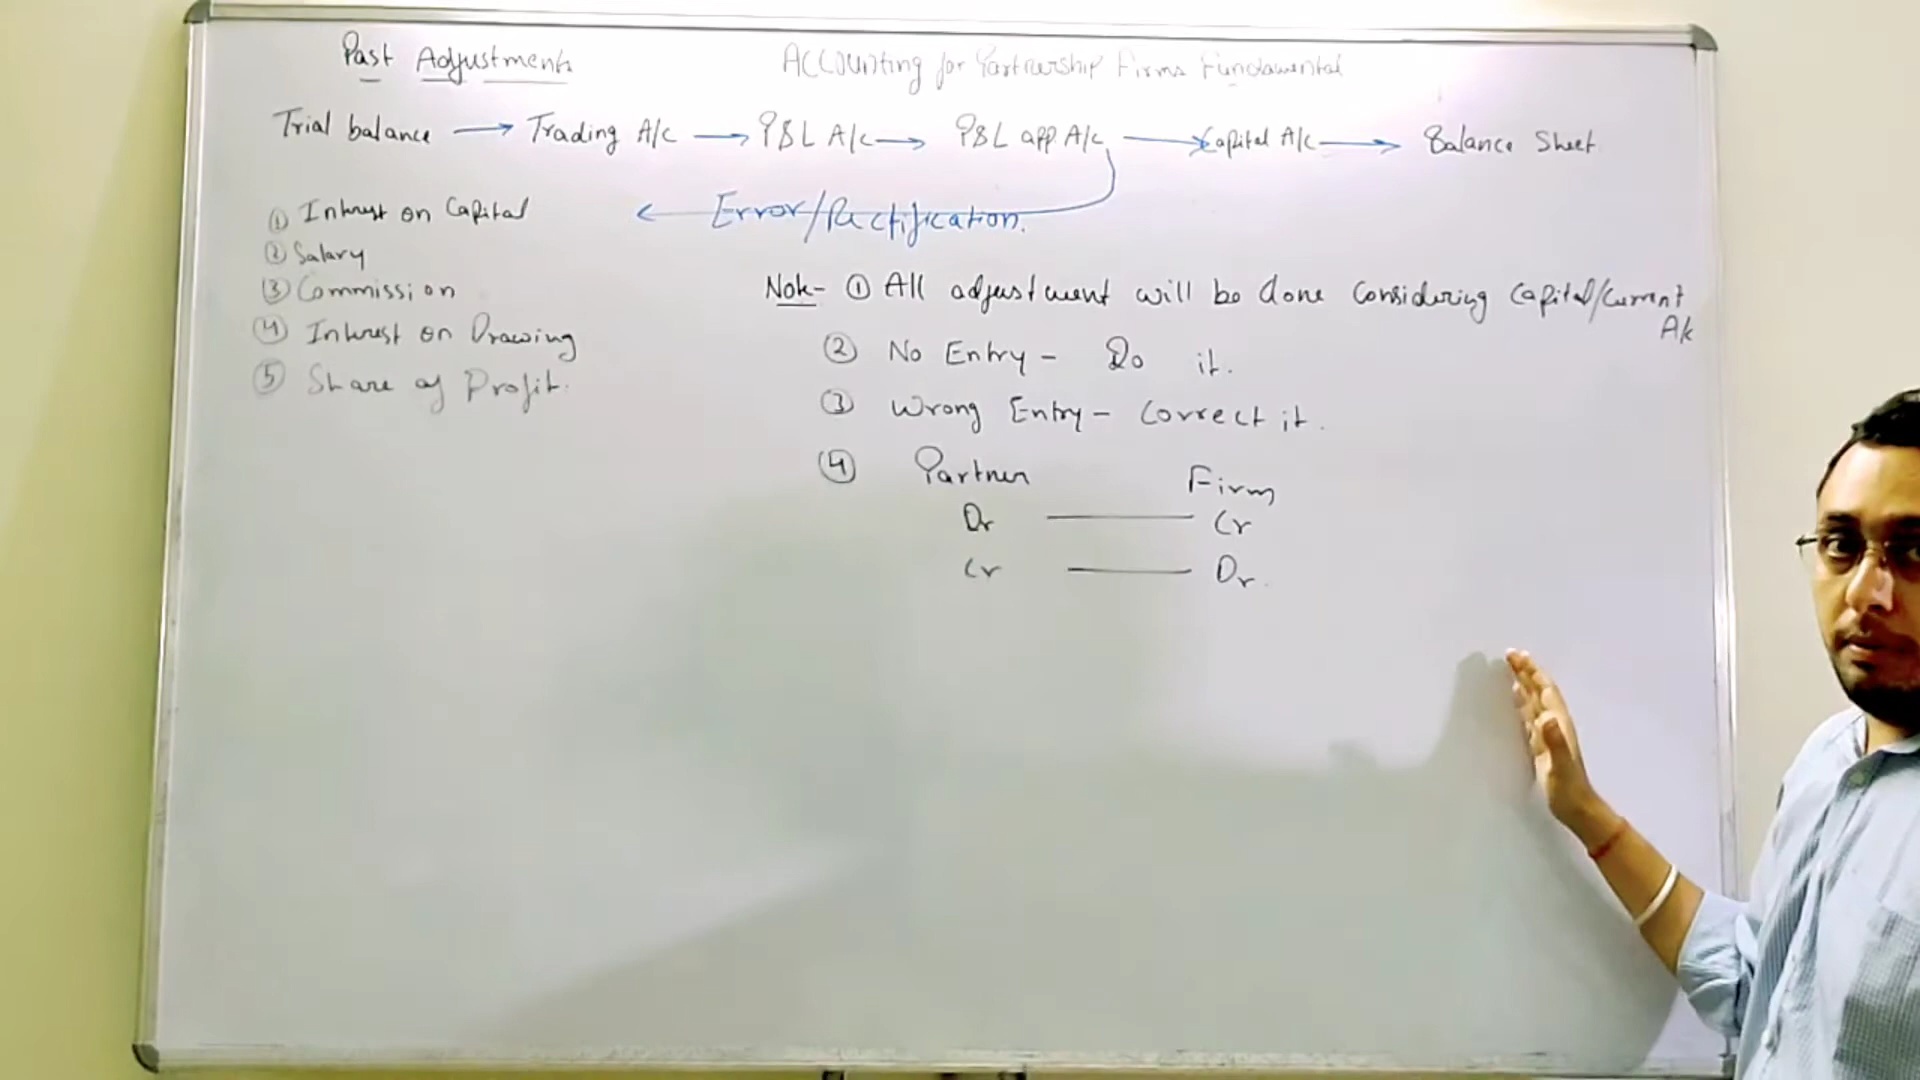 Past Adjustments
Accounting for Partnership Firms Fundamental
Trial balance → Trading A/c → P&L A/c → P&L app. A/c → Capital A/c → Balance Sheet
← Error/Rectification.
① Intrest on Capital
② Salary
③ Commission
④ Intrest on Drawing
⑤ Share of Profit.
Note- ① All adjustment will be done Considering Capital/Current A/c
② No Entry - Do it.
③ Wrong Entry - Correct it.
④ Partner Firm
Dr — Cr
Cr — Dr.